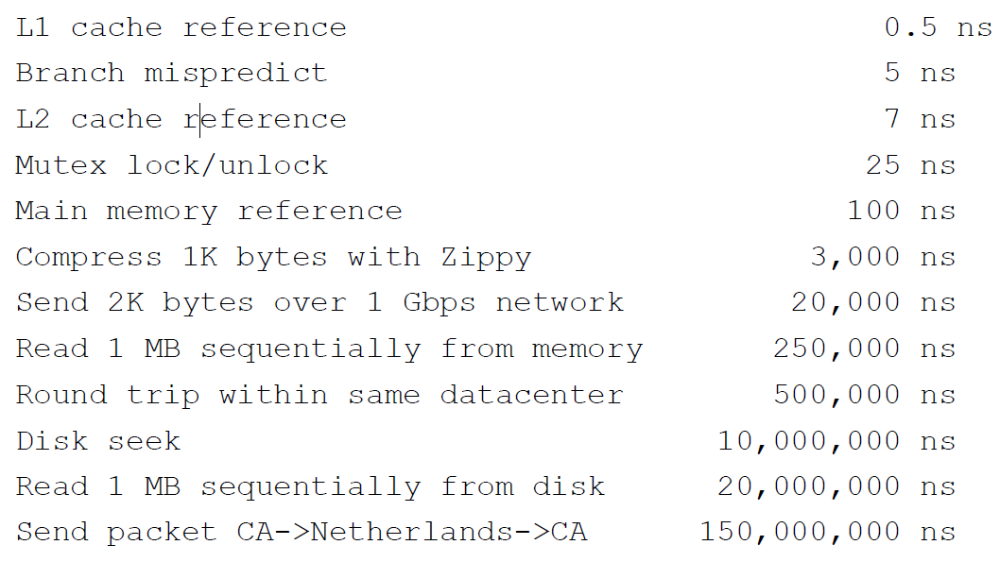 L1 cache reference 0.5 ns
Branch mispredict 5 ns
L2 cache reference 7 ns
Mutex lock/unlock 25 ns
Main memory reference 100 ns
Compress 1K bytes with Zippy 3,000 ns
Send 2K bytes over 1 Gbps network 20,000 ns
Read 1 MB sequentially from memory 250,000 ns
Round trip within same datacenter 500,000 ns
Disk seek 10,000,000 ns
Read 1 MB sequentially from disk 20,000,000 ns
Send packet CA->Netherlands->CA 150,000,000 ns